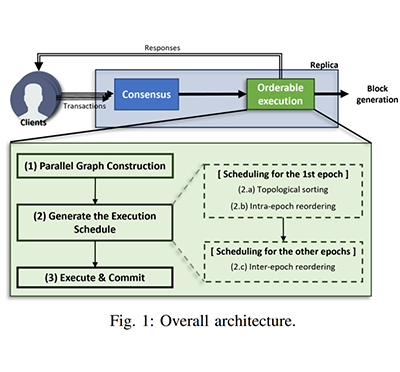 Responses
Replica
Transactions
Clients
Consensus
Orderable
execution
Block
generation
(1) Parallel Graph Construction
(2) Generate the Execution
Schedule
(3) Execute & Commit
[ Scheduling for the 1st epoch ]
(2.a) Topological sorting
(2.b) Intra-epoch reordering
[ Scheduling for the other epochs ]
(2.c) Inter-epoch reordering
Fig. 1: Overall architecture.